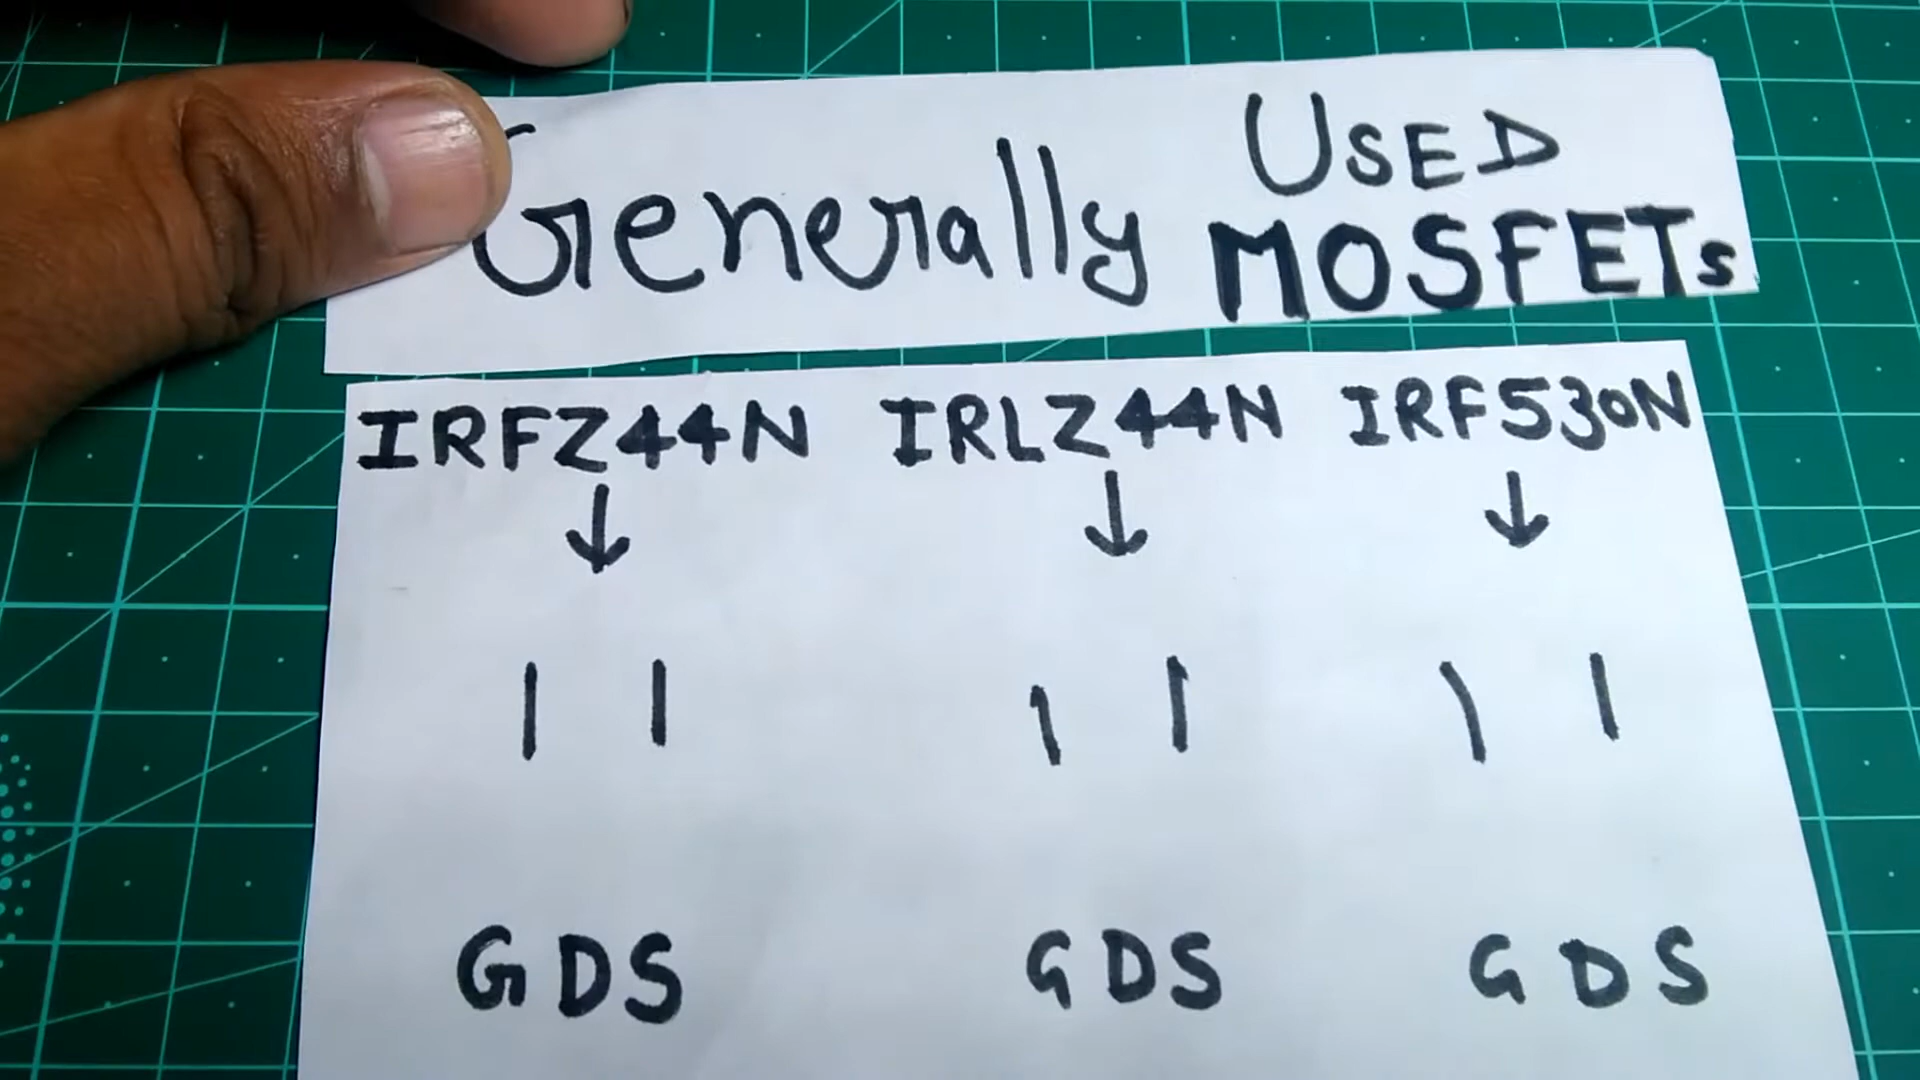 Generally USED
MOSFETs
IRFZ44N IRLZ44N IRF530N
↓ ↓ ↓
| | | | | |
GDS GDS GDS